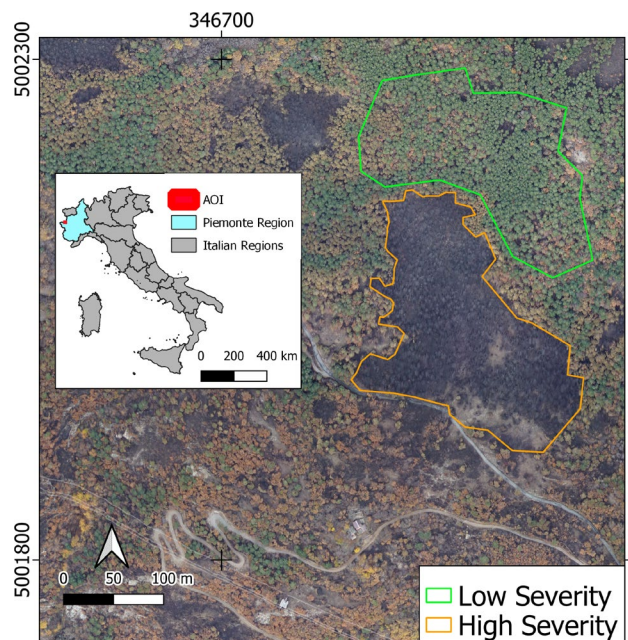 346700
5002300
AOI
Piemonte Region
Italian Regions
0 200 400 km
5001800
0 50 100 m
Low Severity
High Severity